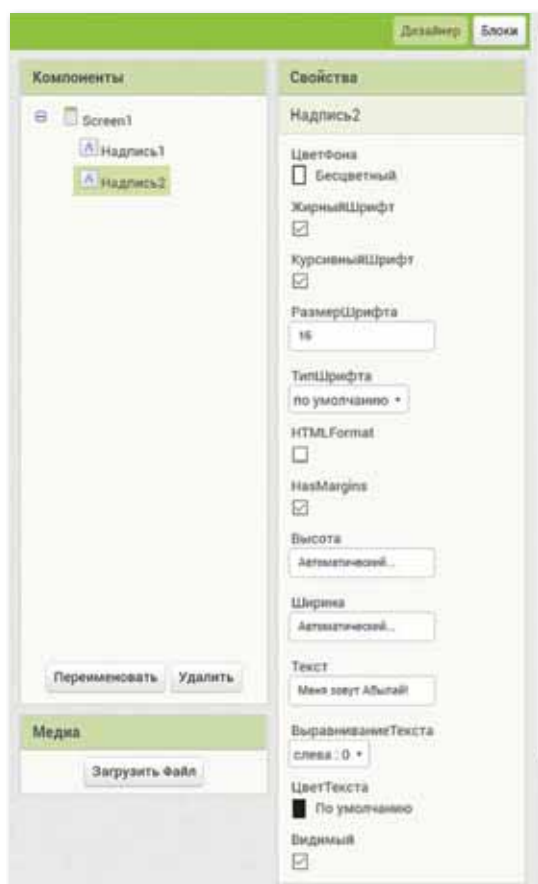 Дизайнер Блоки
Компоненты
Screen1
Надпись1
Надпись2
Переименовать Удалить
Медиа
Загрузить Файл
Свойства
Надпись2
ЦветФона
Бесцветный
ЖирныйШрифт
КурсивныйШрифт
РазмерШрифта
16
ТипШрифта
по умолчанию
HTMLFormat
HasMargins
Высота
Автоматический...
Ширина
Автоматический...
Текст
Меня зовут Абылай!
ВыравниваниеТекста
слева : 0
ЦветТекста
По умолчанию
Видимый